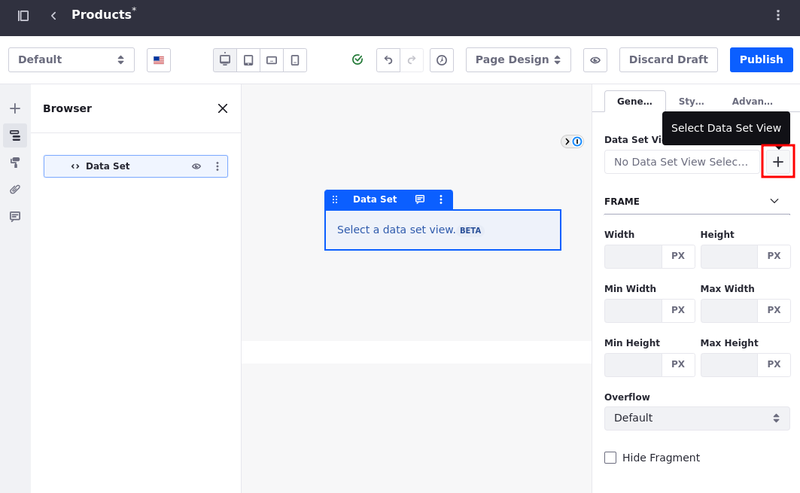 Products*
Default
Page Design
Discard Draft
Publish
Browser
Data Set
Data Set
Select a data set view. BETA
Gene...
Sty...
Advan...
Select Data Set View
Data Set Vi
No Data Set View Selec...
FRAME
Width
Height
PX
PX
Min Width
Max Width
PX
PX
Min Height
Max Height
PX
PX
Overflow
Default
Hide Fragment